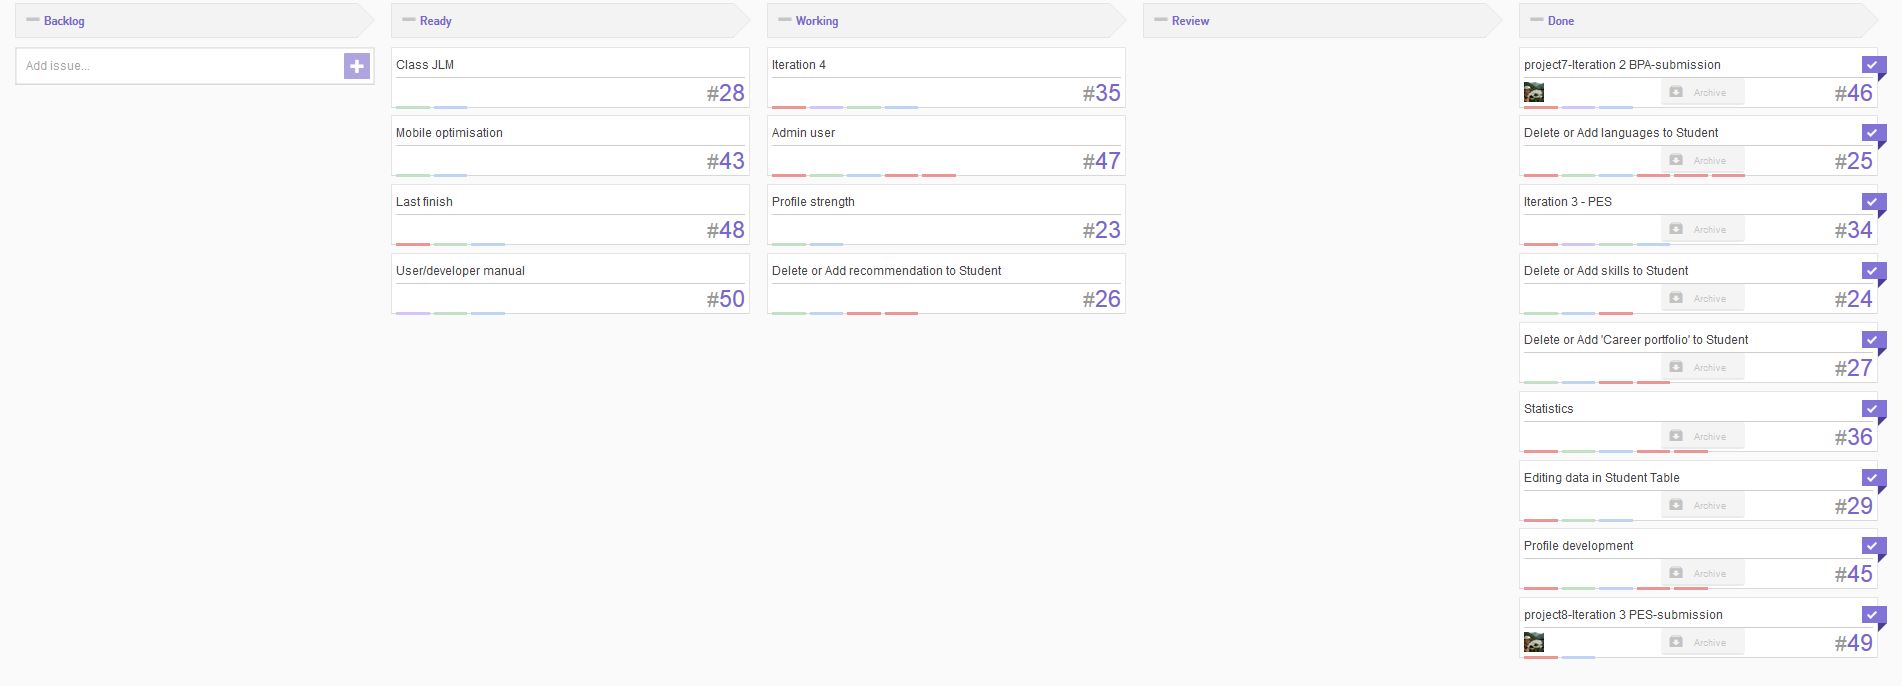 Backlog
Add issue...
Ready
Class JLM
#28
Mobile optimisation
#43
Last finish
#48
User/developer manual
#50
Working
Iteration 4
#35
Admin user
#47
Profile strength
#23
Delete or Add recommendation to Student
#26
Review
Done
project7-Iteration 2 BPA-submission
Archive
#46
Delete or Add languages to Student
Archive
#25
Iteration 3 - PES
Archive
#34
Delete or Add skills to Student
Archive
#24
Delete or Add 'Career portfolio' to Student
Archive
#27
Statistics
Archive
#36
Editing data in Student Table
Archive
#29
Profile development
Archive
#45
project8-Iteration 3 PES-submission
Archive
#49